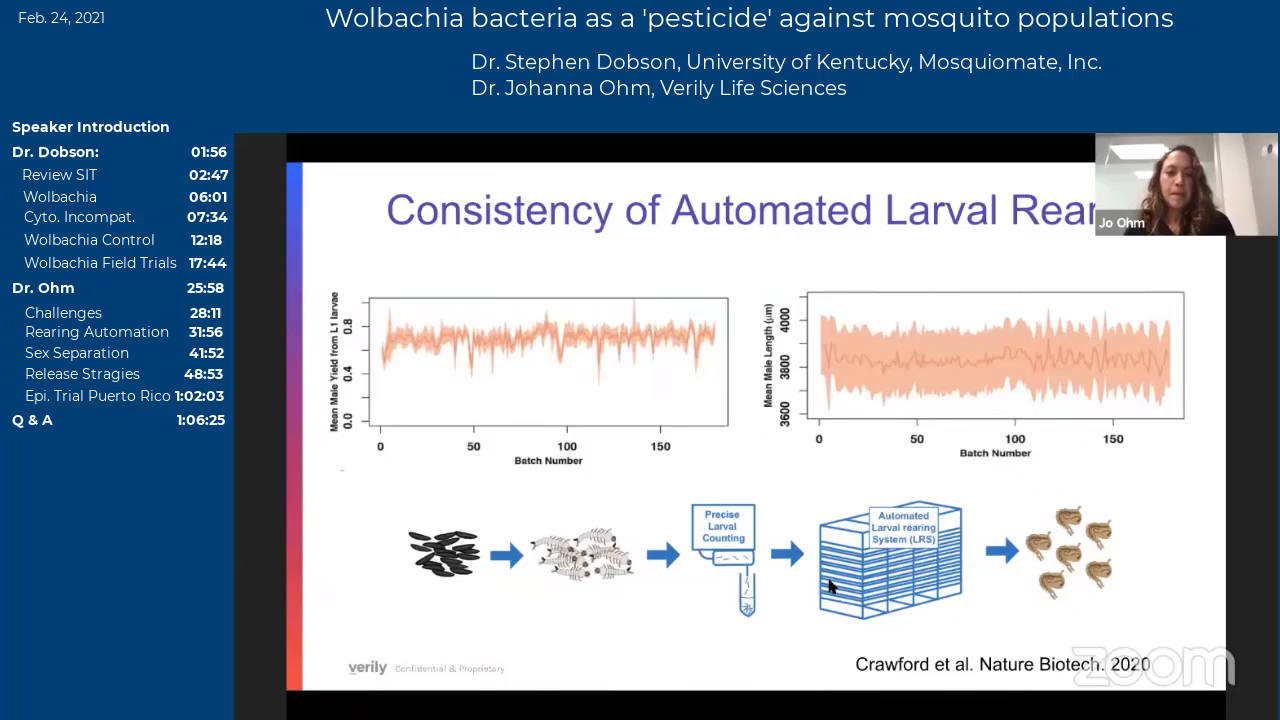 Feb. 24, 2021
Wolbachia bacteria as a 'pesticide' against mosquito populations
Dr. Stephen Dobson, University of Kentucky, Mosquiomate, Inc.
Dr. Johanna Ohm, Verily Life Sciences
Speaker Introduction
Dr. Dobson: 01:56
Review SIT 02:47
Wolbachia 06:01
Cyto. Incompat. 07:34
Wolbachia Control 12:18
Wolbachia Field Trials 17:44
Dr. Ohm 25:58
Challenges 28:11
Rearing Automation 31:56
Sex Separation 41:52
Release Stragies 48:53
Epi. Trial Puerto Rico 1:02:03
Q & A 1:06:25
Jo Ohm
Consistency of Automated Larval Rear
Mean Male Yield from L1 larvae
0.8
0.4
0.0
0 50 100 150
Batch Number
Mean Male Length (μm)
4000
3800
3600
0 50 100 150
Batch Number
Precise
Larval
Counting
Automated
Larval rearing
System (LRS)
verily Confidential & Proprietary
Crawford et al. Nature Biotech. 2020
zoom